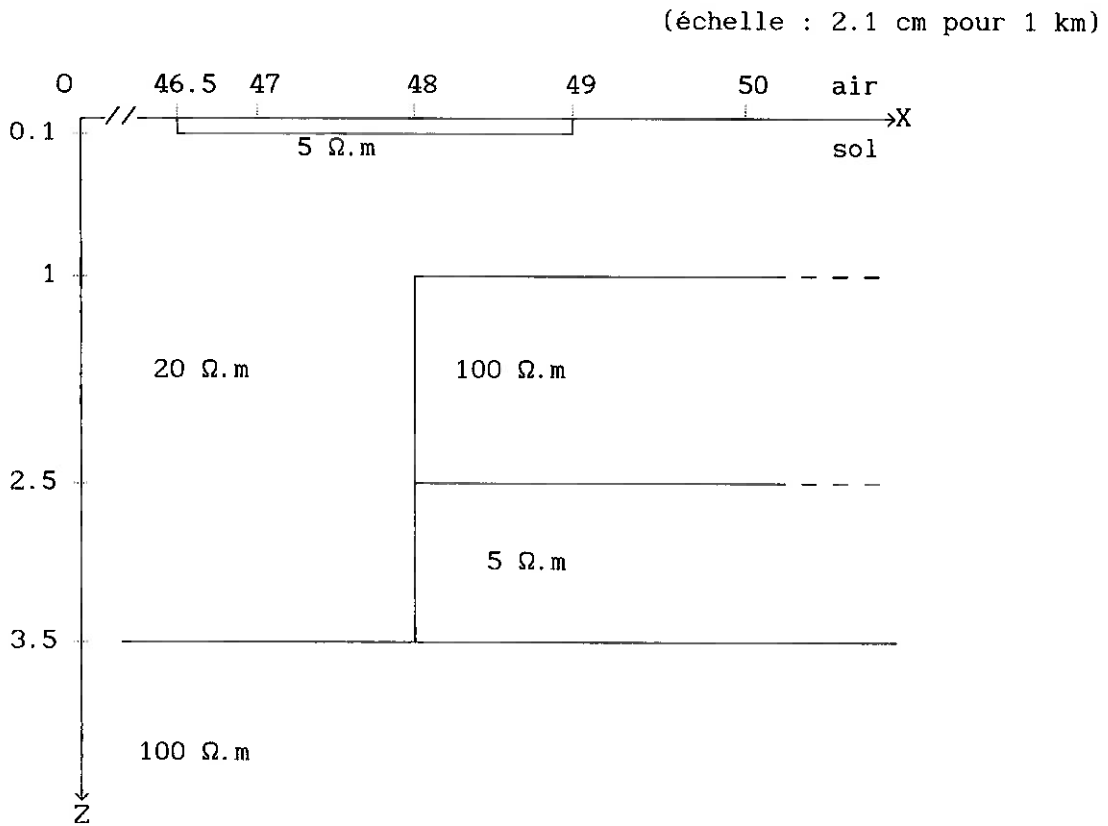 (échelle : 2.1 cm pour 1 km)
O 46.5 47 48 49 50 air
0.1 X
5 Ω.m sol
1
20 Ω.m 100 Ω.m
2.5
5 Ω.m
3.5
100 Ω.m
Z